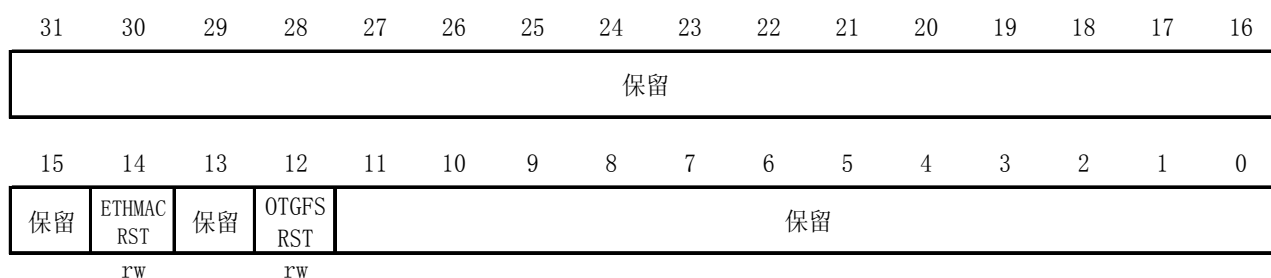 31 30 29 28 27 26 25 24 23 22 21 20 19 18 17 16
保留
15 14 13 12 11 10 9 8 7 6 5 4 3 2 1 0
保留 ETHMAC RST 保留 OTGFS RST 保留
rw rw